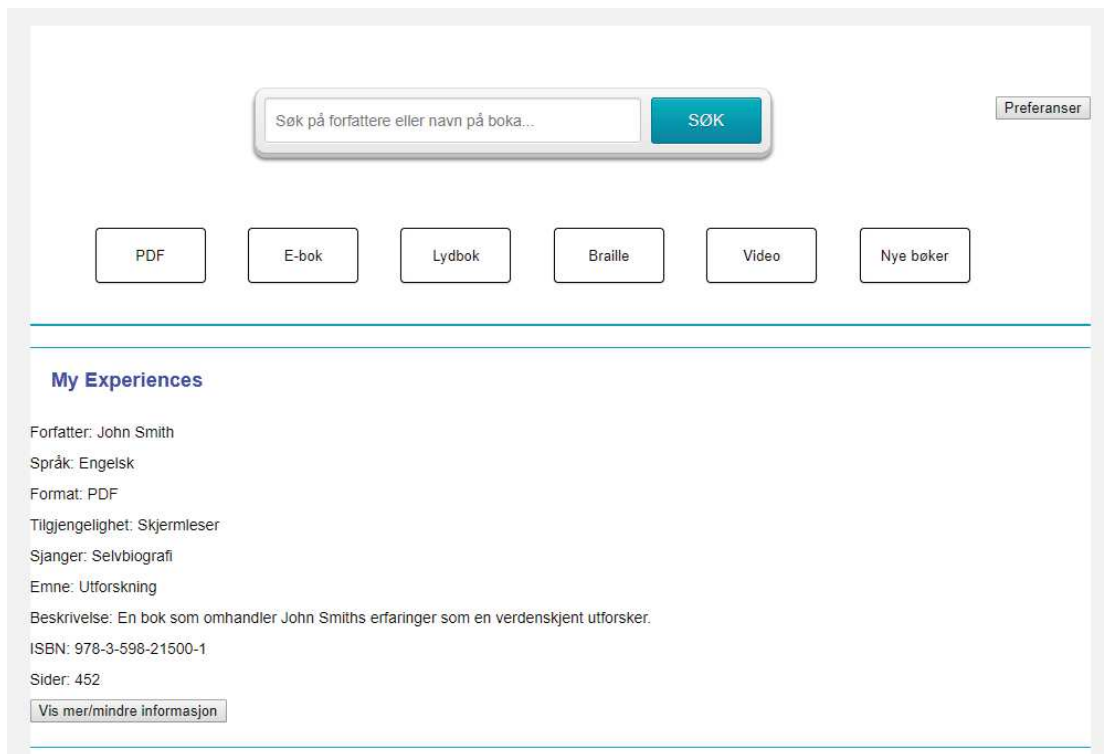 Søk på forfattere eller navn på boka...
SØK
Preferanser
PDF
E-bok
Lydbok
Braille
Video
Nye bøker
My Experiences
Forfatter: John Smith
Språk: Engelsk
Format: PDF
Tilgjengelighet: Skjermleser
Sjanger: Selvbiografi
Emne: Utforskning
Beskrivelse: En bok som omhandler John Smiths erfaringer som en verdenskjent utforsker.
ISBN: 978-3-598-21500-1
Sider: 452
Vis mer/mindre informasjon